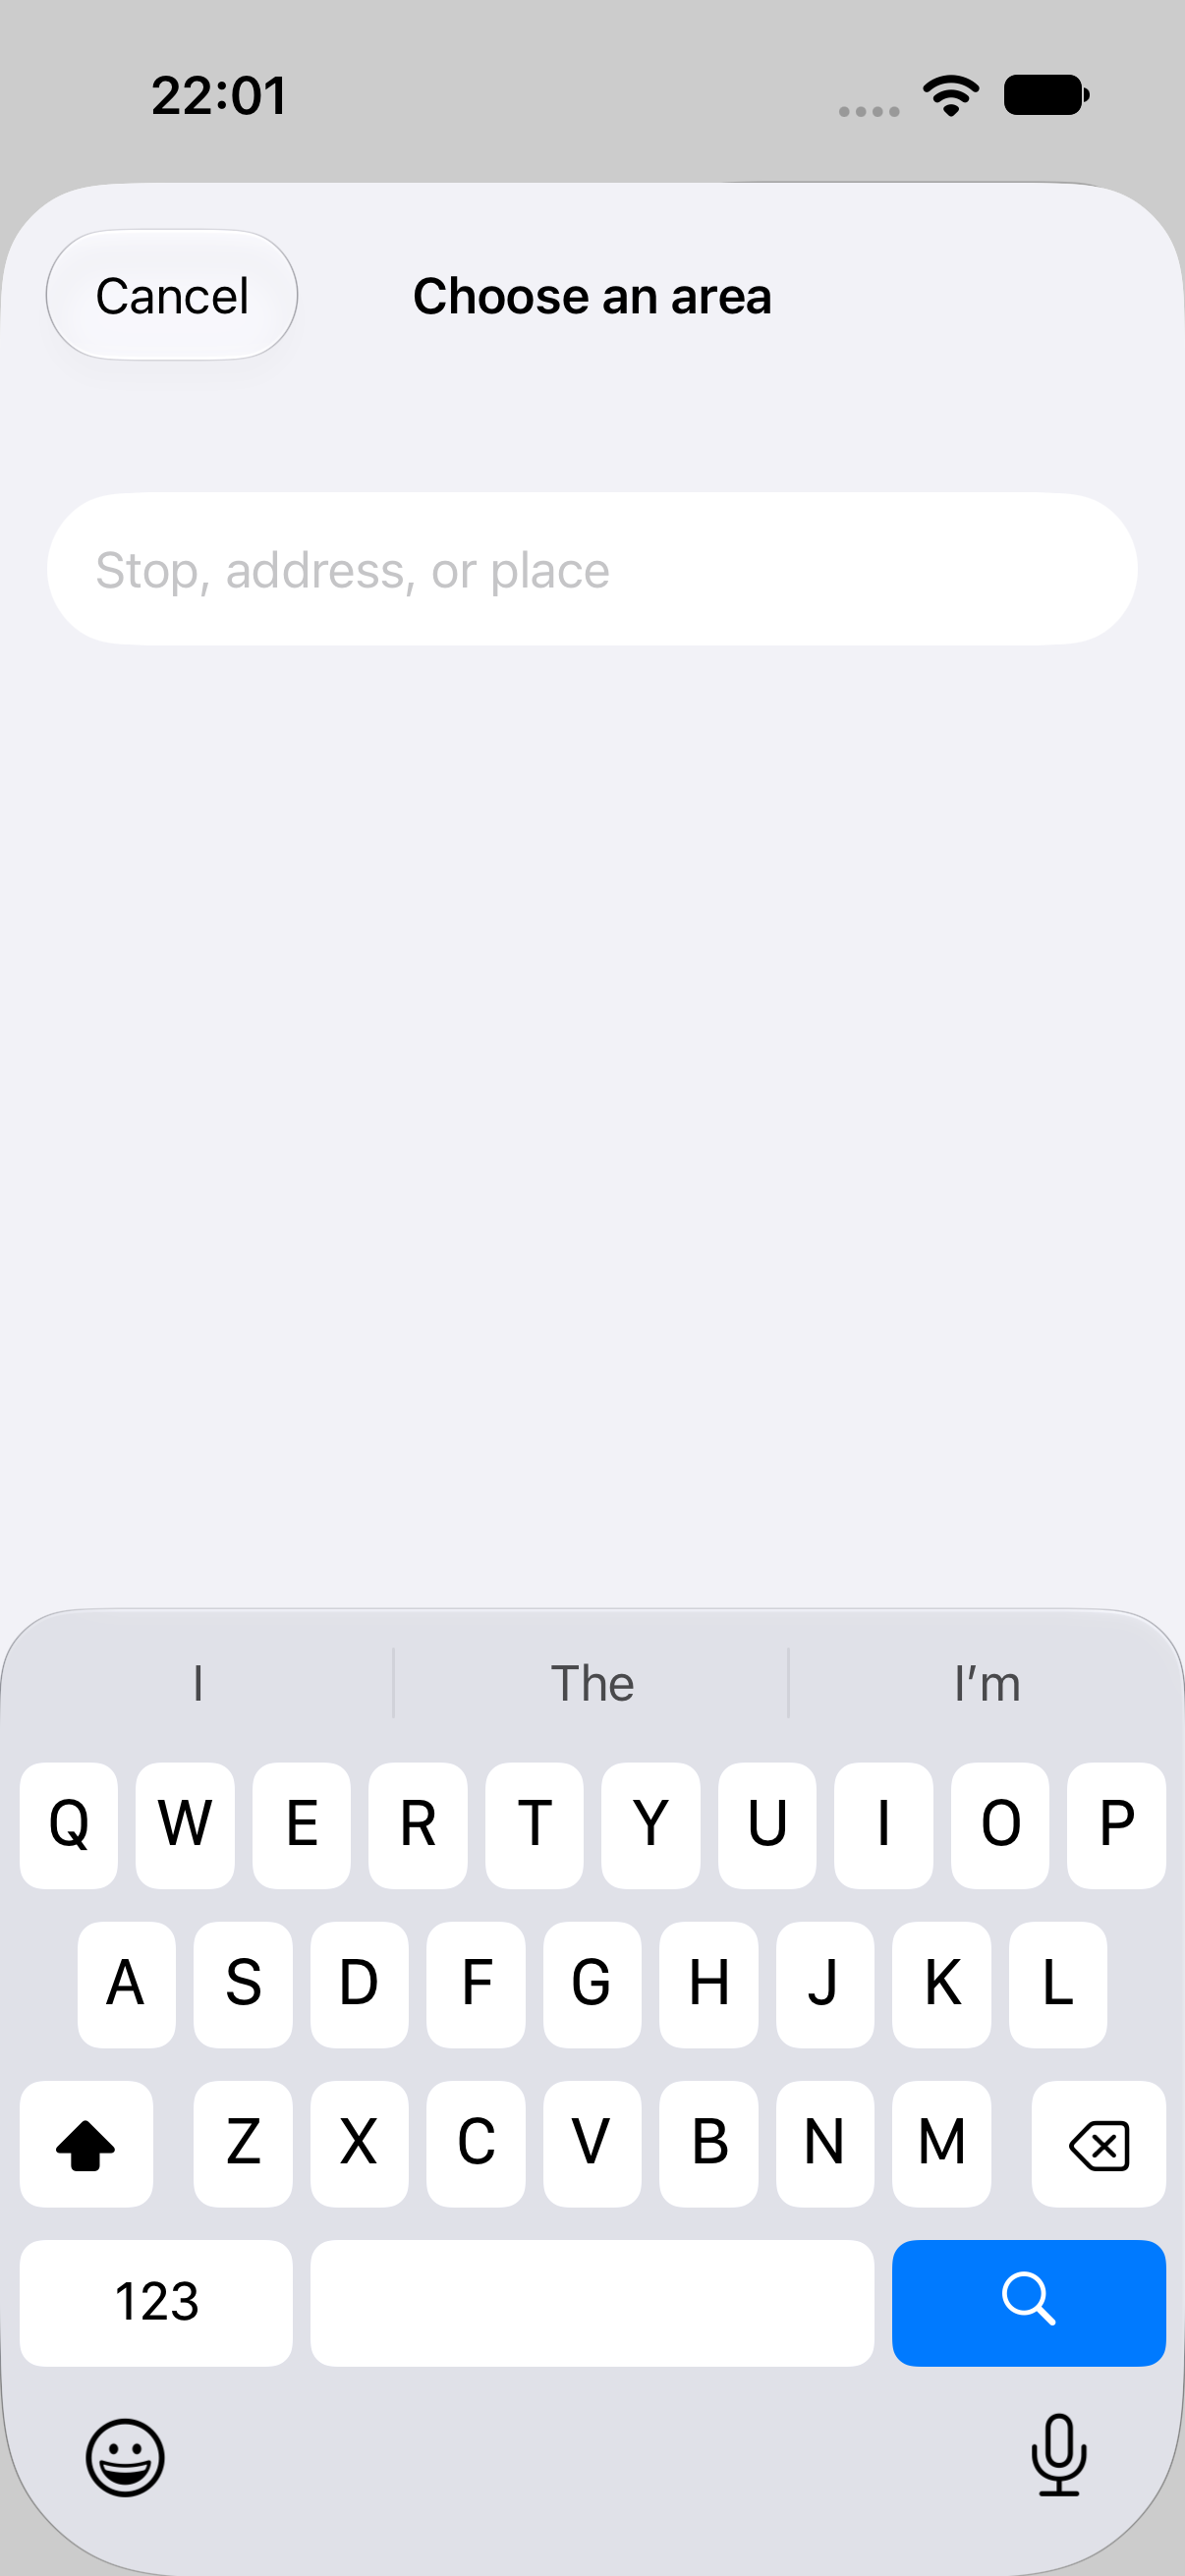 22:01
Cancel
Choose an area
Stop, address, or place
I The I’m
Q W E R T Y U I O P
A S D F G H J K L
Z X C V B N M
123